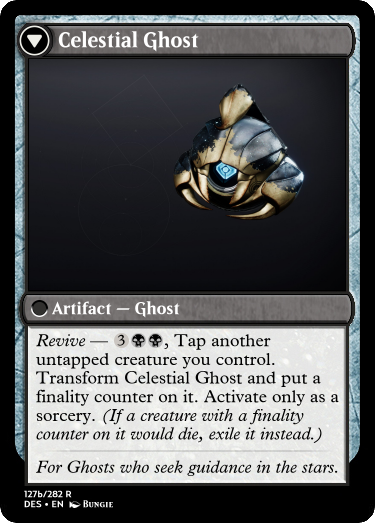 Celestial Ghost
Artifact — Ghost
Revive — 3, Tap another
untapped creature you control.
Transform Celestial Ghost and put a
finality counter on it. Activate only as a
sorcery. (If a creature with a finality
counter on it would die, exile it instead.)
For Ghosts who seek guidance in the stars.
127b/282 R
DES • EN Bungie